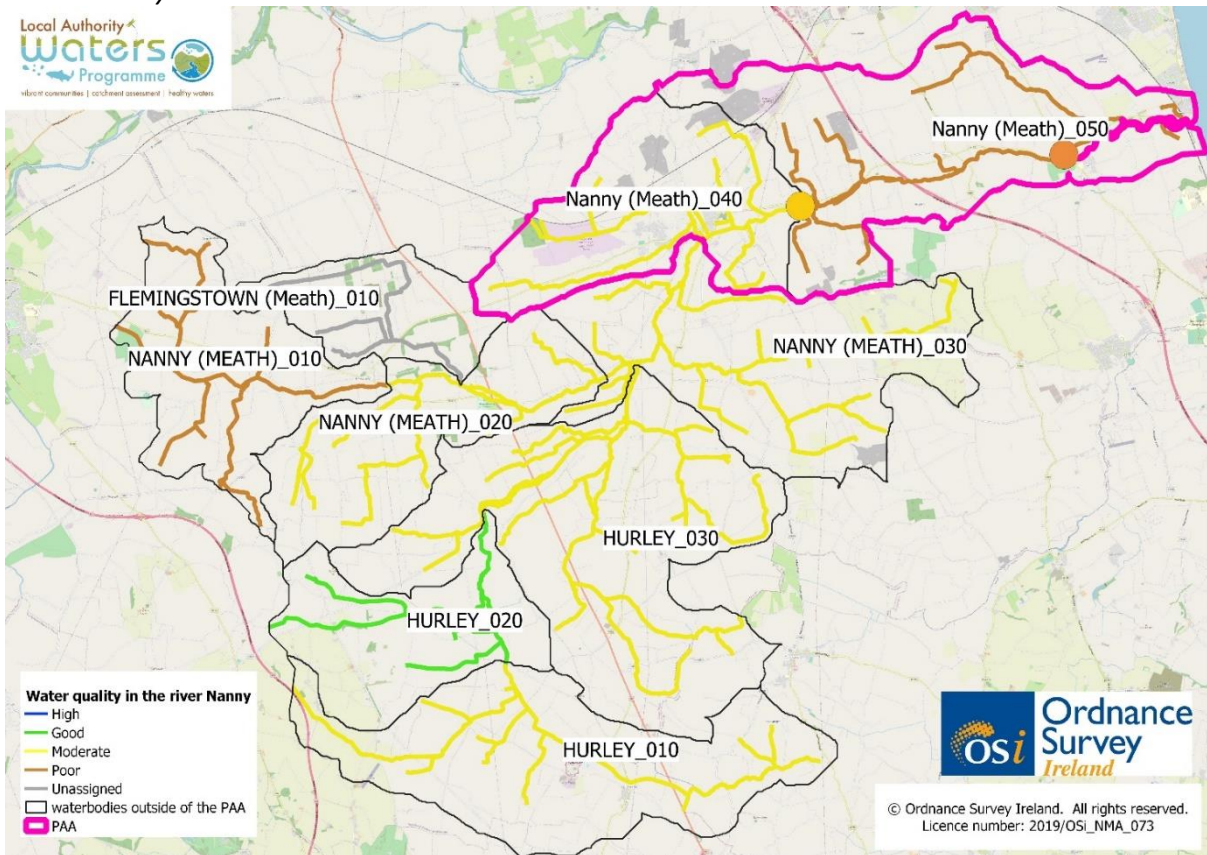 Local Authority
Waters
Programme
vibrant communities | catchment assessment | healthy waters
Nanny (Meath)_050
Nanny (Meath)_040
FLEMINGSTOWN (Meath)_010
NANNY (MEATH)_010
NANNY (MEATH)_030
NANNY (MEATH)_020
HURLEY_030
HURLEY_020
HURLEY_010
Water quality in the river Nanny
High
Good
Moderate
Poor
Unassigned
waterbodies outside of the PAA
PAA
OSi
Ordnance
Survey
Ireland
© Ordnance Survey Ireland. All rights reserved.
Licence number: 2019/OSi_NMA_073